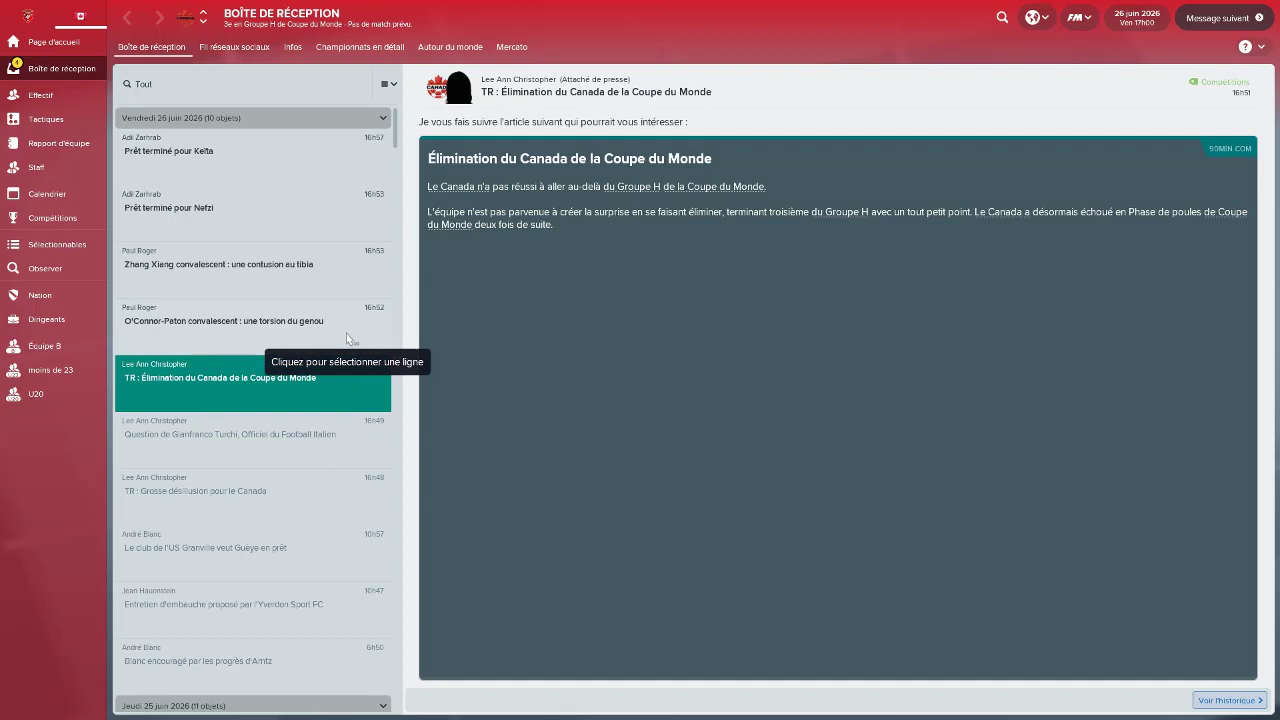 BOÎTE DE RÉCEPTION
3e en Groupe H de Coupe du Monde - Pas de match prévu.
FM
26 juin 2026
Ven 17h00
Message suivant
Page d'accueil
4
Boîte de réception
Effectif
Tactiques
Rapport d'équipe
Staff
Calendrier
Compétitions
Sélectionnables
Observer
Nation
Dirigeants
Équipe B
moins de 23
U20
Boîte de réception
Fil réseaux sociaux
Infos
Championnats en détail
Autour du monde
Mercato
?
Tout
Vendredi 26 juin 2026 (10 objets)
Adil Zarhrab 16h57
Prêt terminé pour Keïta
Adil Zarhrab 16h53
Prêt terminé pour Nefzi
Paul Roger 16h53
Zhang Xiang convalescent : une contusion au tibia
Paul Roger 16h52
O'Connor-Paton convalescent : une torsion du genou
Cliquez pour sélectionner une ligne
Lee Ann Christopher
TR : Élimination du Canada de la Coupe du Monde
Lee Ann Christopher 16h49
Question de Gianfranco Turchi, Officiel du Football Italien
Lee Ann Christopher 16h48
TR : Grosse désillusion pour le Canada
André Blanc 10h57
Le club de l'US Granville veut Gueye en prêt
Jean Hauenstein 10h47
Entretien d'embauche proposé par l'Yverdon Sport FC
André Blanc 6h50
Blanc encouragé par les progrès d'Arntz
Jeudi 25 juin 2026 (11 objets)
CANADA
Lee Ann Christopher (Attaché de presse)
TR : Élimination du Canada de la Coupe du Monde
Compétitions
16h51
Je vous fais suivre l'article suivant qui pourrait vous intéresser :
90MIN.COM
Élimination du Canada de la Coupe du Monde
Le Canada n'a pas réussi à aller au-delà du Groupe H de la Coupe du Monde.
L'équipe n'est pas parvenue à créer la surprise en se faisant éliminer, terminant troisième du Groupe H avec un tout petit point. Le Canada a désormais échoué en Phase de poules de Coupe
du Monde deux fois de suite.
Voir l'historique